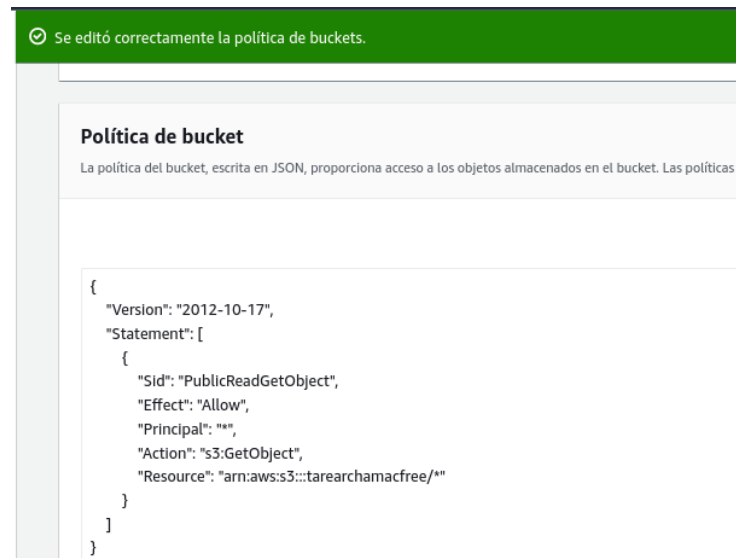 Se editó correctamente la política de buckets.
Política de bucket
La política del bucket, escrita en JSON, proporciona acceso a los objetos almacenados en el bucket. Las políticas
{
"Version": "2012-10-17",
"Statement": [
{
"Sid": "PublicReadGetObject",
"Effect": "Allow",
"Principal": "*",
"Action": "s3:GetObject",
"Resource": "arn:aws:s3:::tarearchamacfree/*"
}
]
}